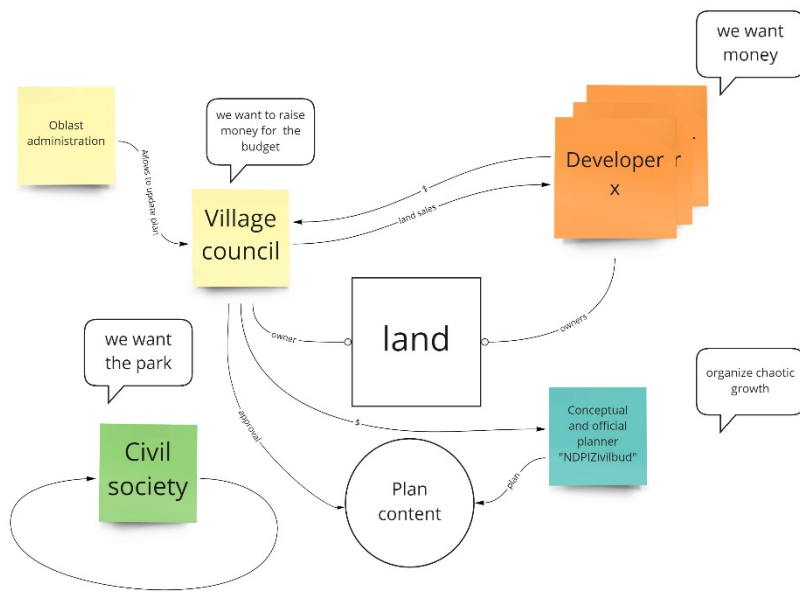 we want
money
Oblast
administration
we want to raise
money for the
budget
Allows to update plan
Developer
x
r
.
$
land sales
Village
council
land
owner
owners
we want
the park
organize chaotic
growth
Conceptual
and official
planner
"NDPIZivilbud"
$
approval
Civil
society
Plan
content
plan